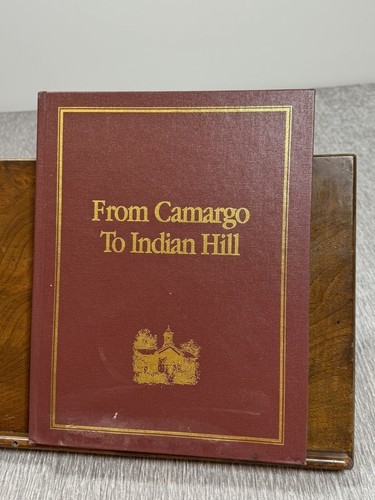 From Camargo
To Indian Hill